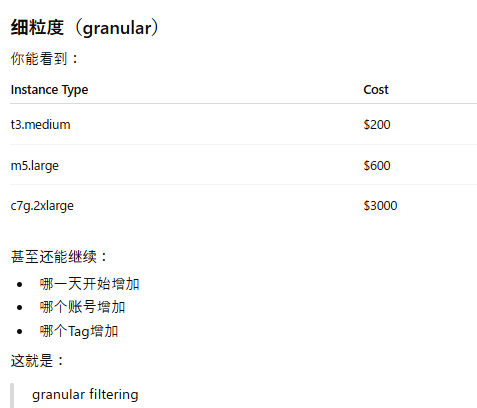 细粒度（granular）
你能看到：
Instance Type Cost
t3.medium $200
m5.large $600
c7g.2xlarge $3000
甚至还能继续：
哪一天开始增加
哪个账号增加
哪个Tag增加
这就是：
granular filtering